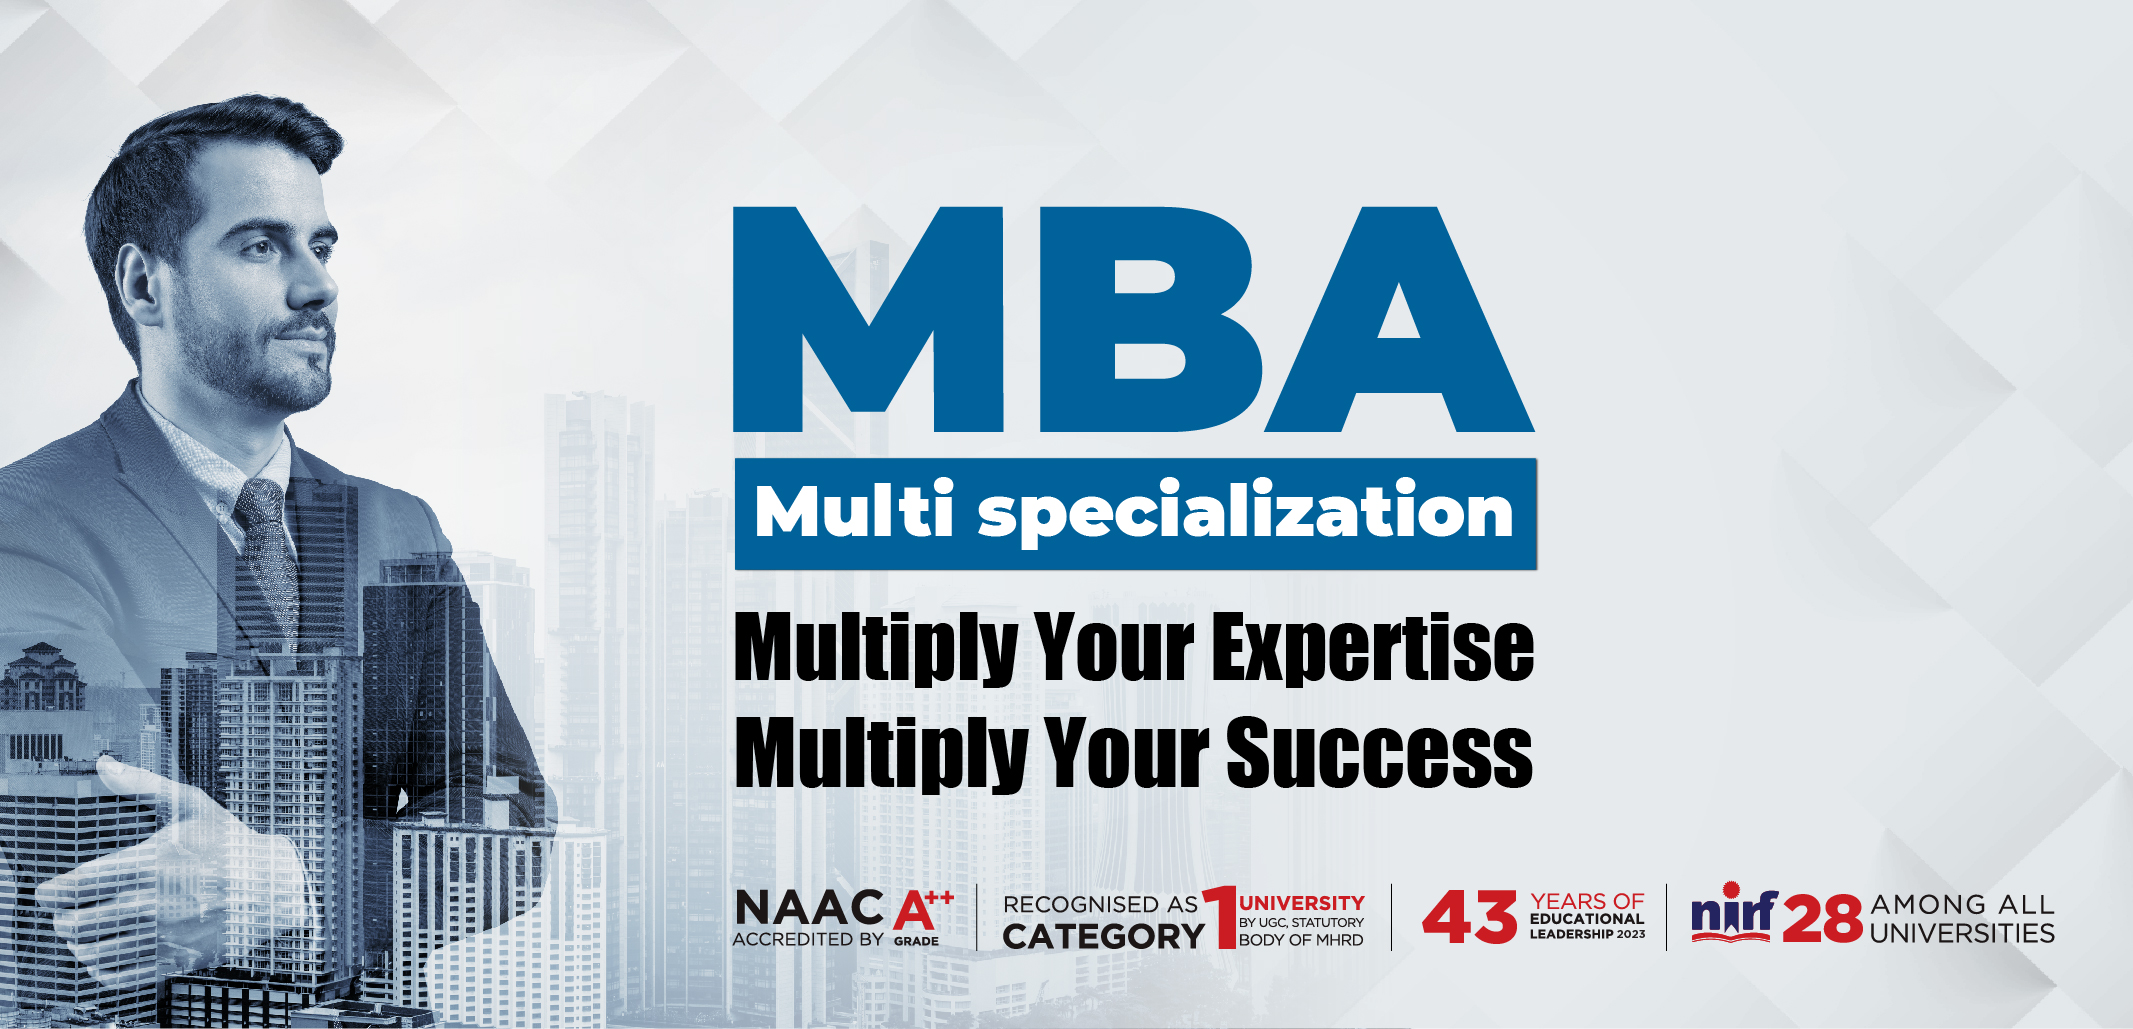 MBA
Multi specialization
Multiply Your Expertise
Multiply Your Success
NAAC A++
ACCREDITED BY GRADE
RECOGNISED AS
CATEGORY 1
UNIVERSITY
BY UGC, STATUTORY
BODY OF MHRD
43
YEARS OF
EDUCATIONAL
LEADERSHIP 2023
nirf 28
AMONG ALL
UNIVERSITIES